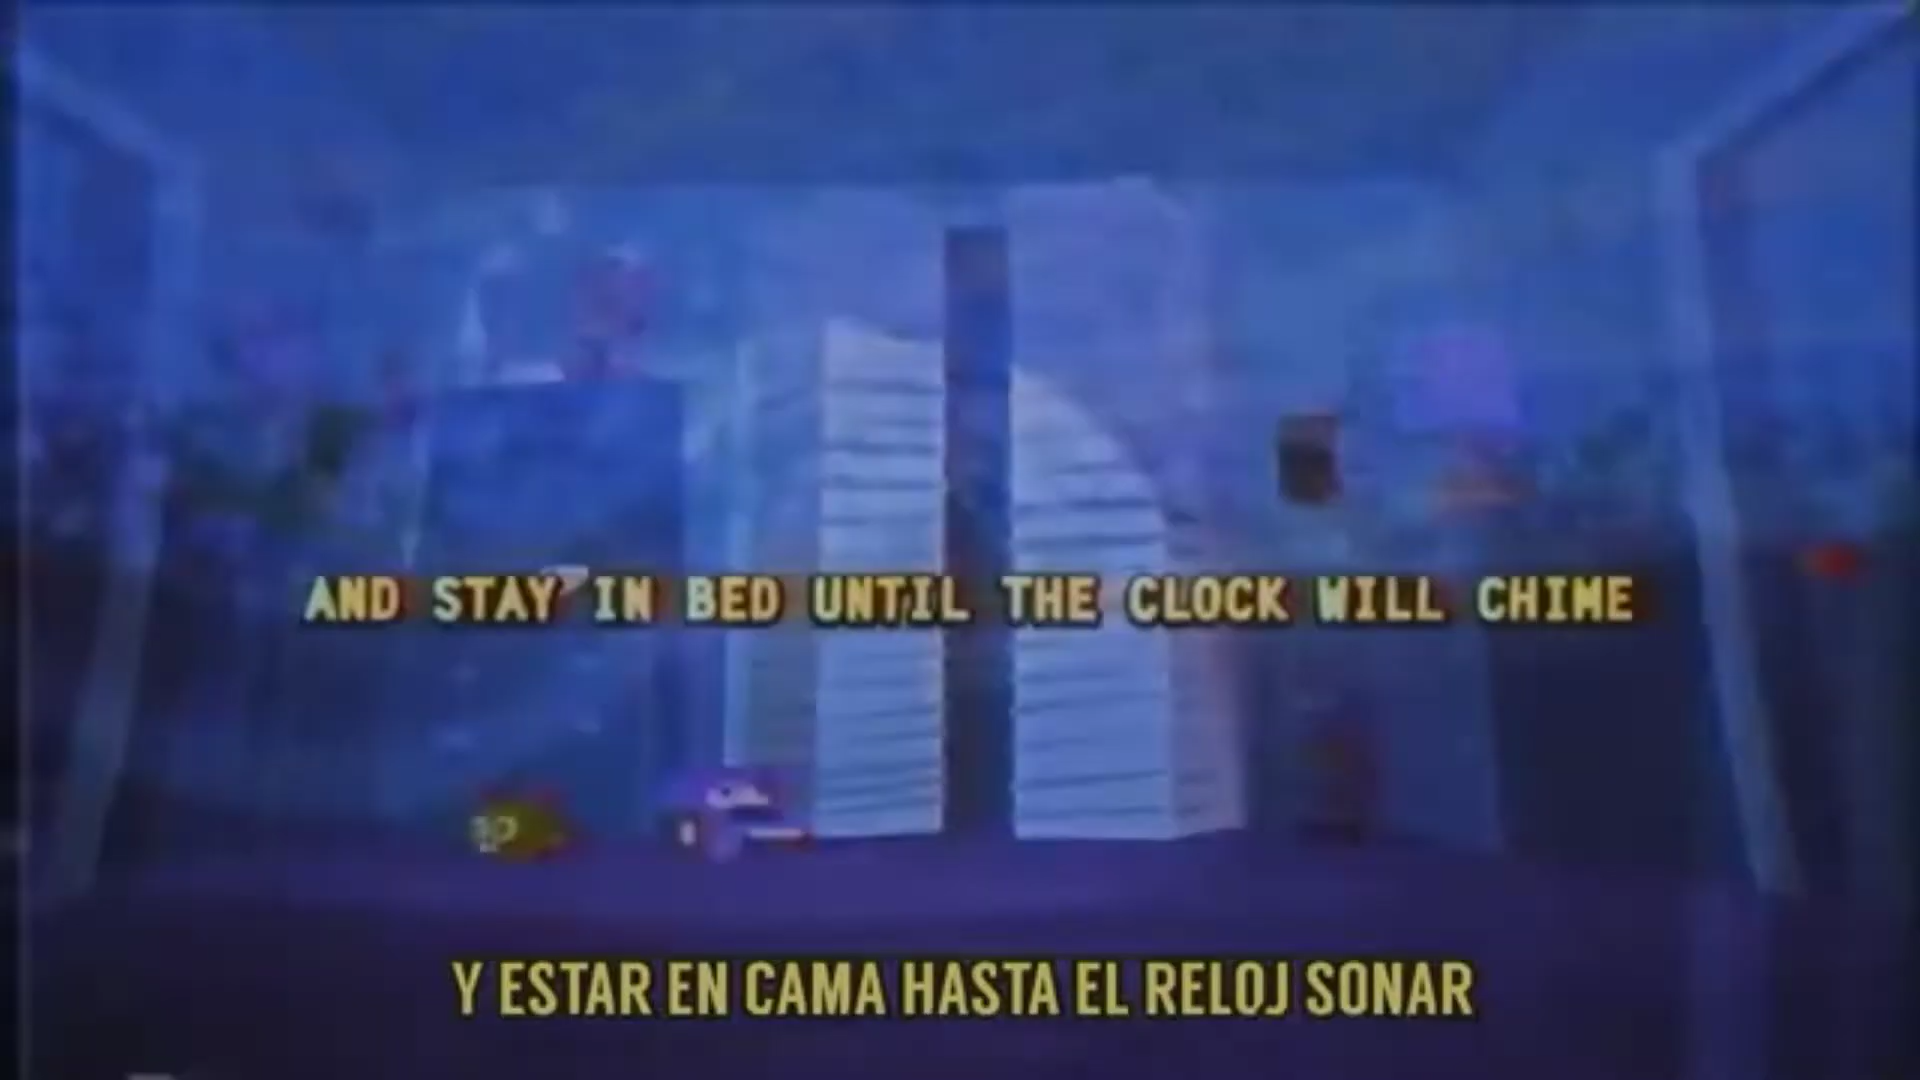 AND STAY IN BED UNTIL THE CLOCK WILL CHIME
Y ESTAR EN CAMA HASTA EL RELOJ SONAR